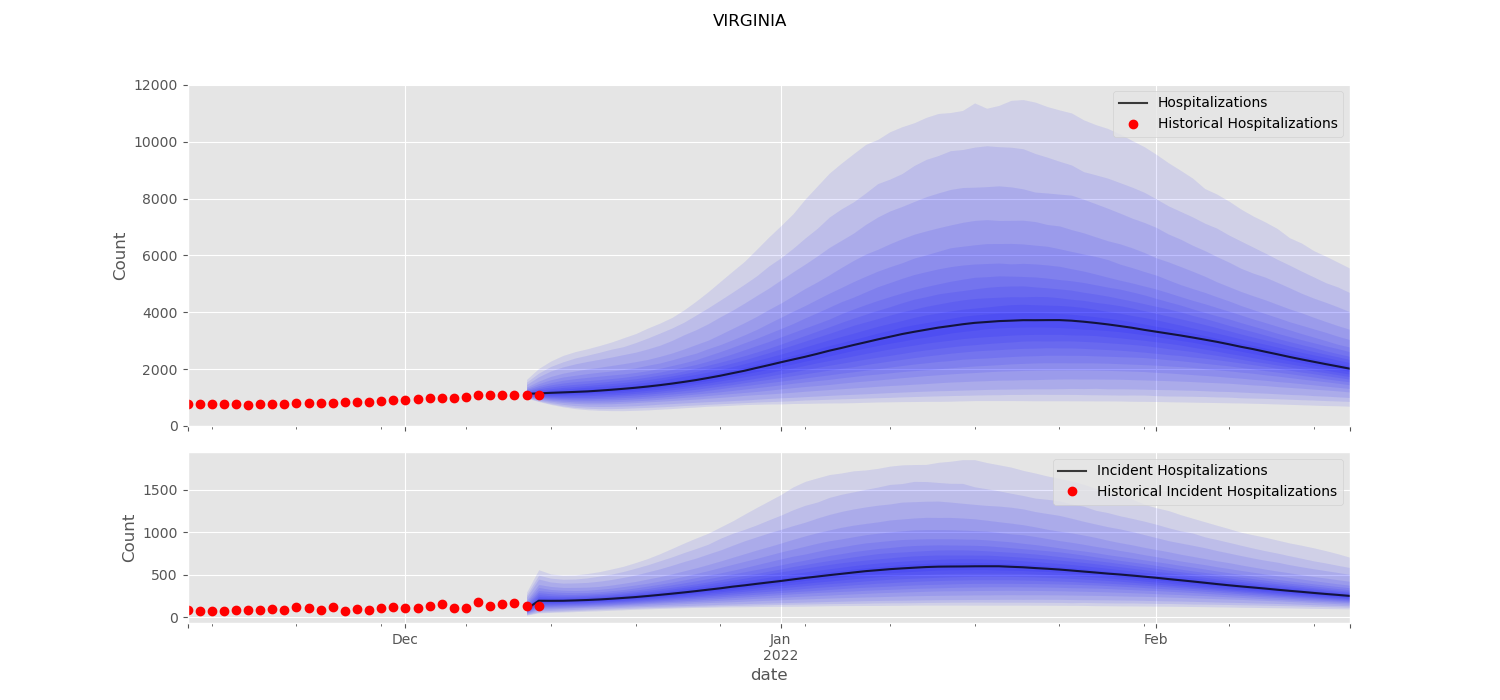 VIRGINIA
12000
10000
8000
6000
4000
2000
0
Count
Hospitalizations
Historical Hospitalizations
1500
1000
500
0
Count
Incident Hospitalizations
Historical Incident Hospitalizations
Dec
Jan
2022
Feb
date